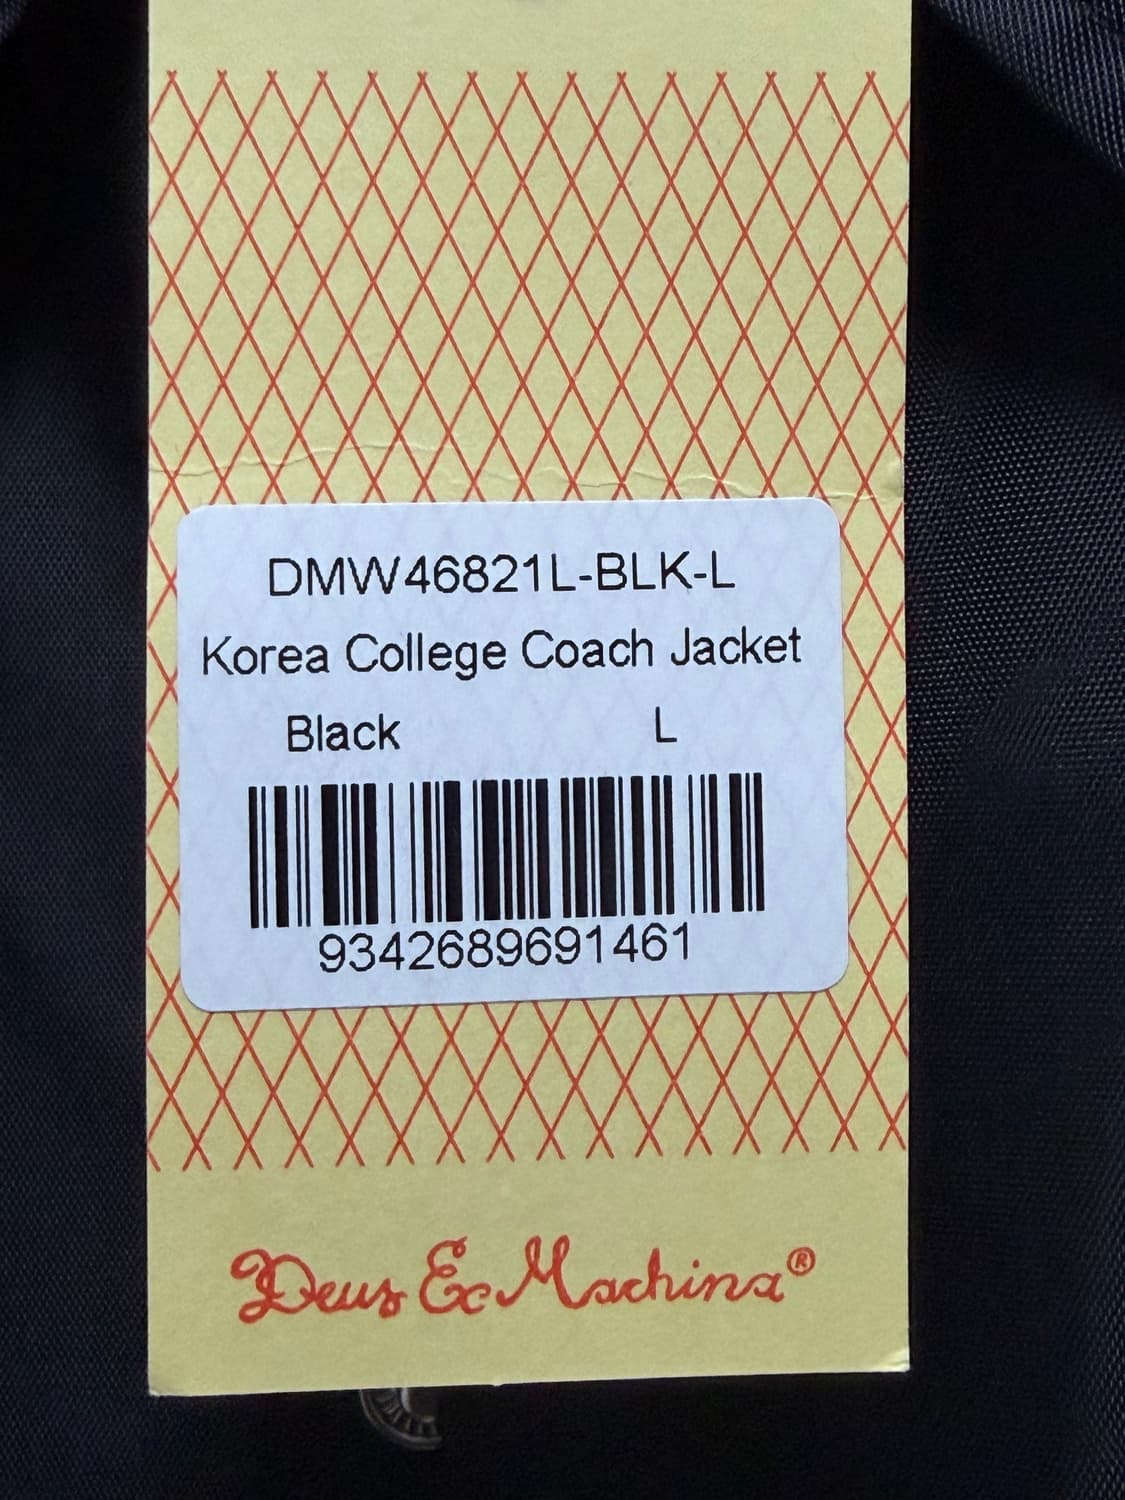 DMW46821L-BLK-L
Korea College Coach Jacket
Black L
9342689691461
Deus Ex Machina®